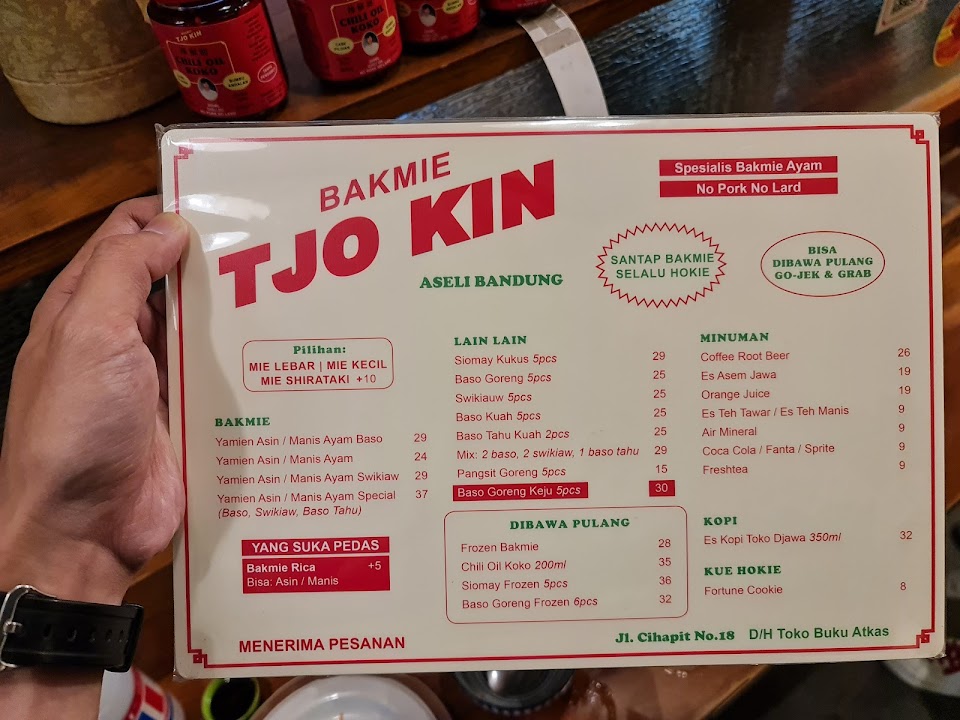 TJO KIN
CHILI OIL
KOKO
CHILI OIL
KOKO
BAKMIE
TJO KIN
ASELI BANDUNG
Spesialis Bakmie Ayam
No Pork No Lard
SANTAP BAKMIE
SELALU HOKIE
BISA
DIBAWA PULANG
GO-JEK & GRAB
Pilihan:
MIE LEBAR | MIE KECIL
MIE SHIRATAKI +10
BAKMIE
Yamien Asin / Manis Ayam Baso 29
Yamien Asin / Manis Ayam 24
Yamien Asin / Manis Ayam Swikiaw 29
Yamien Asin / Manis Ayam Special 37
(Baso, Swikiaw, Baso Tahu)
YANG SUKA PEDAS
Bakmie Rica +5
Bisa: Asin / Manis
MENERIMA PESANAN
LAIN LAIN
Siomay Kukus 5pcs 29
Baso Goreng 5pcs 25
Swikiauw 5pcs 25
Baso Kuah 5pcs 25
Baso Tahu Kuah 2pcs 25
Mix: 2 baso, 2 swikiaw, 1 baso tahu 29
Pangsit Goreng 5pcs 15
Baso Goreng Keju 5pcs 30
DIBAWA PULANG
Frozen Bakmie 28
Chili Oil Koko 200ml 35
Siomay Frozen 5pcs 36
Baso Goreng Frozen 6pcs 32
MINUMAN
Coffee Root Beer 26
Es Asem Jawa 19
Orange Juice 19
Es Teh Tawar / Es Teh Manis 9
Air Mineral 9
Coca Cola / Fanta / Sprite 9
Freshtea 9
KOPI
Es Kopi Toko Djawa 350ml 32
KUE HOKIE
Fortune Cookie 8
Jl. Cihapit No.18 D/H Toko Buku Atkas